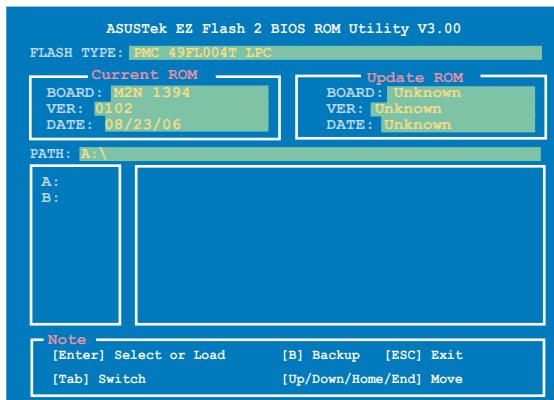 ASUSTek EZ Flash 2 BIOS ROM Utility V3.00
FLASH TYPE: PMC 49FL004T LPC
Current ROM
BOARD: M2N 1394
VER: 0102
DATE: 08/23/06
Update ROM
BOARD: Unknown
VER: Unknown
DATE: Unknown
PATH: A:\
A:
B:
Note
[Enter] Select or Load [B] Backup [ESC] Exit
[Tab] Switch [Up/Down/Home/End] Move